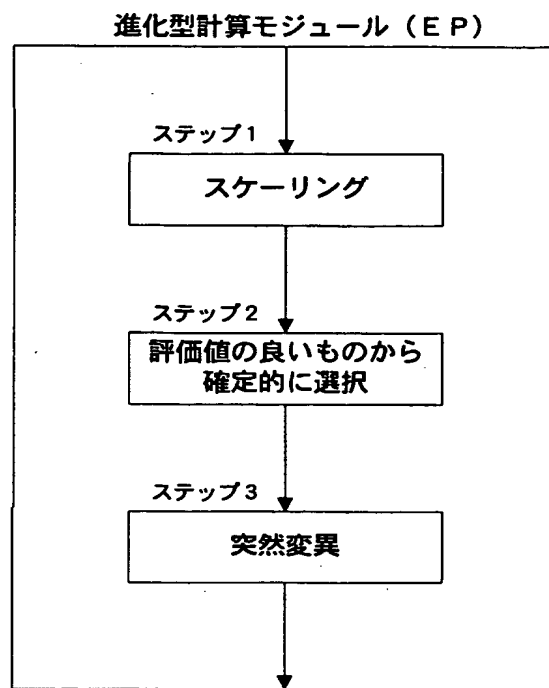 進化型計算モジュール（ＥＰ）
ステップ１
スケーリング
ステップ２
評価値の良いものから
確定的に選択
ステップ３
突然変異